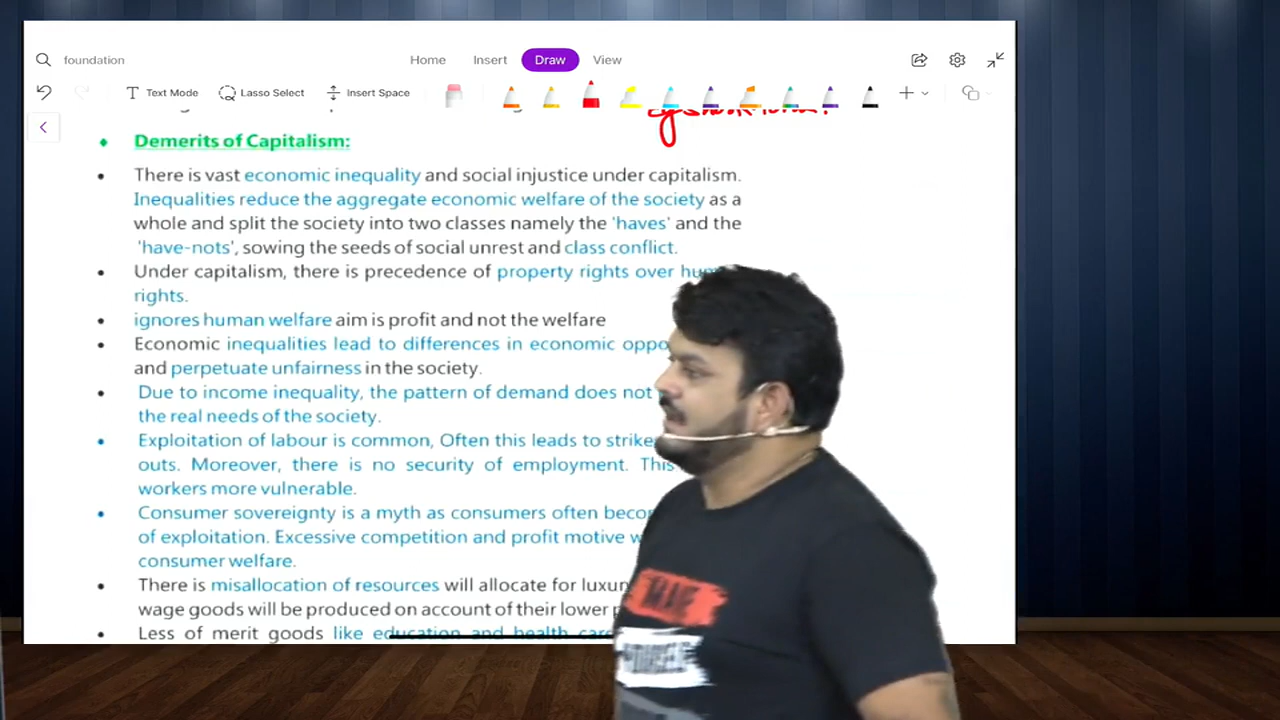 foundation
Home Insert Draw View
Text Mode Lasso Select Insert Space
Demerits of Capitalism:
There is vast economic inequality and social injustice under capitalism.
Inequalities reduce the aggregate economic welfare of the society as a
whole and split the society into two classes namely the 'haves' and the
'have-nots', sowing the seeds of social unrest and class conflict.
Under capitalism, there is precedence of property rights over
rights.
ignores human welfare aim is profit and not the welfare
Economic inequalities lead to differences in economic
and perpetuate unfairness in the society.
Due to income inequality, the pattern of demand does not
the real needs of the society.
Exploitation of labour is common, Often this leads to
outs. Moreover, there is no security of employment. This
workers more vulnerable.
Consumer sovereignty is a myth as consumers often
of exploitation. Excessive competition and profit motive
consumer welfare.
There is misallocation of resources will allocate for
wage goods will be produced on account of their lower
Less of merit goods like education and health